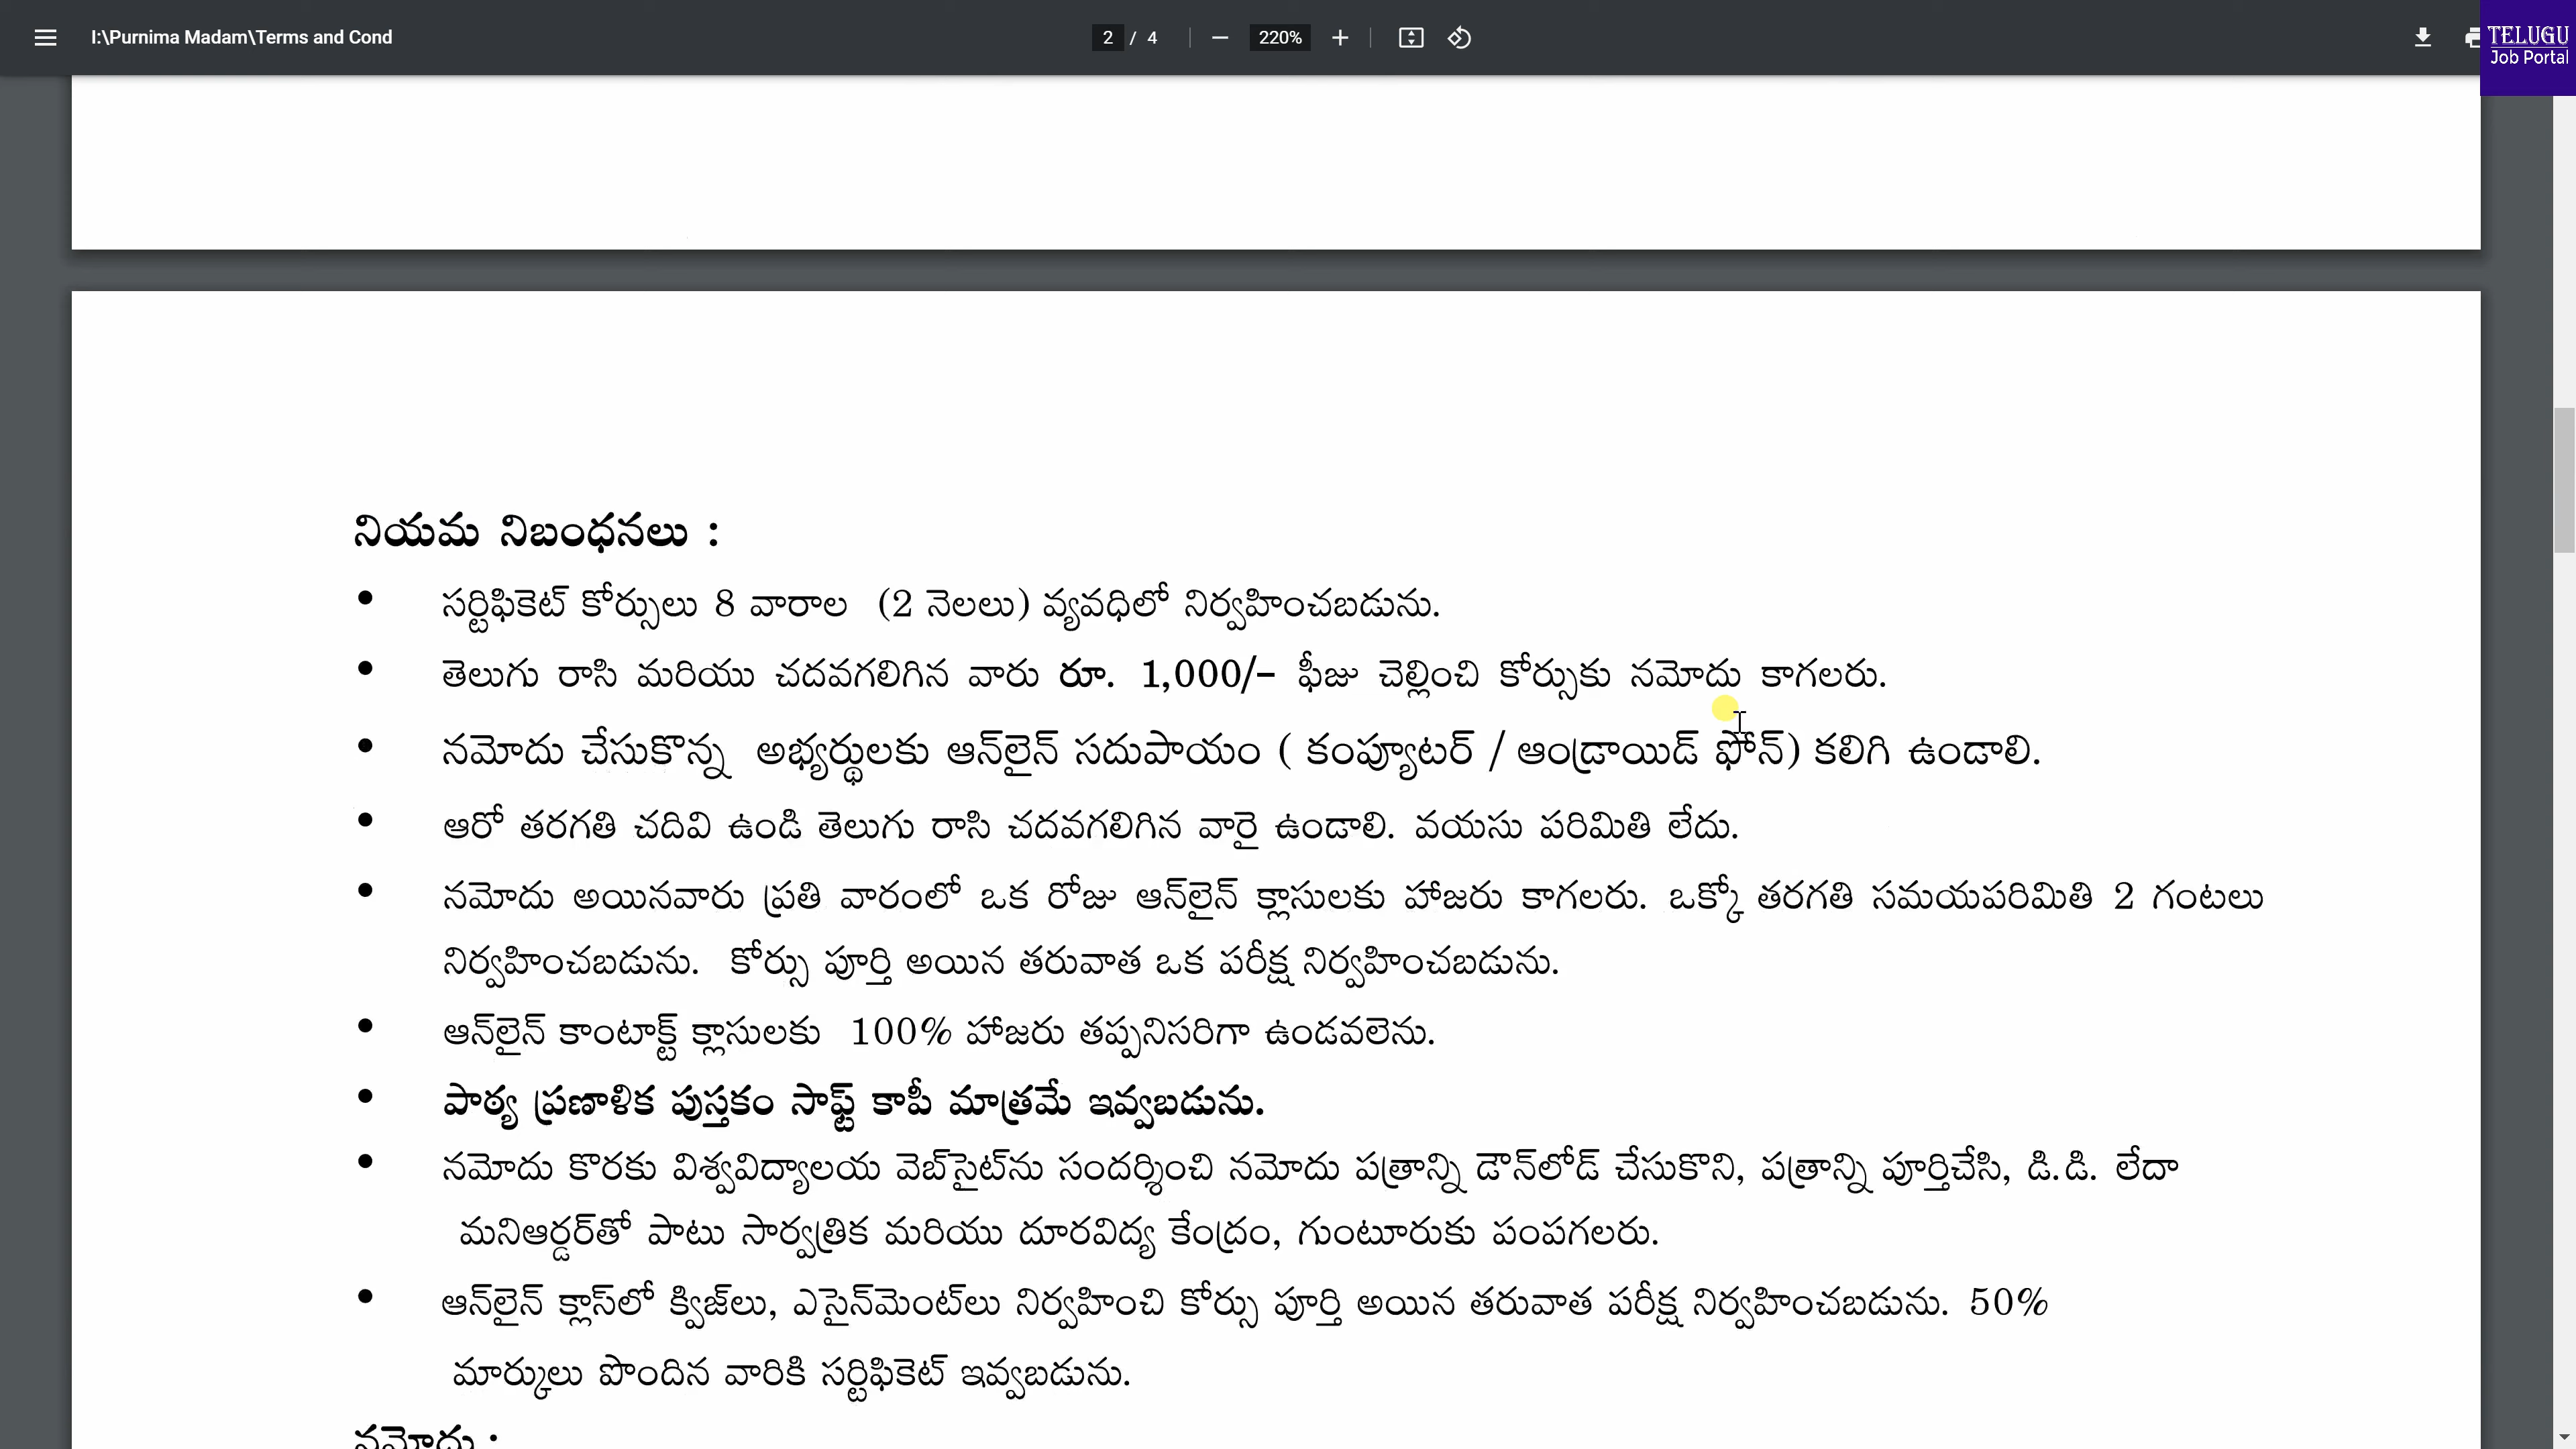 I:\Purnima Madam\Terms and Cond
2 / 4
220%
TELUGU
Job Portal
నియమ నిబంధనలు :
• సర్టిఫికెట్ కోర్సులు 8 వారాల (2 నెలలు) వ్యవధిలో నిర్వహించబడును.
• తెలుగు రాసి మరియు చదవగలిగిన వారు రూ. 1,000/- ఫీజు చెల్లించి కోర్సుకు నమోదు కాగలరు.
• నమోదు చేసుకొన్న అభ్యర్థులకు ఆన్‌లైన్ సదుపాయం ( కంప్యూటర్ / ఆండ్రాయిడ్ ఫోన్) కలిగి ఉండాలి.
• ఆరో తరగతి చదివి ఉండి తెలుగు రాసి చదవగలిగిన వారై ఉండాలి. వయసు పరిమితి లేదు.
• నమోదు అయినవారు ప్రతి వారంలో ఒక రోజు ఆన్‌లైన్ క్లాసులకు హాజరు కాగలరు. ఒక్కో తరగతి సమయపరిమితి 2 గంటలు
నిర్వహించబడును. కోర్సు పూర్తి అయిన తరువాత ఒక పరీక్ష నిర్వహించబడును.
• ఆన్‌లైన్ కాంటాక్ట్ క్లాసులకు 100% హాజరు తప్పనిసరిగా ఉండవలెను.
• పాఠ్య ప్రణాళిక పుస్తకం సాఫ్ట్ కాపీ మాత్రమే ఇవ్వబడును.
• నమోదు కొరకు విశ్వవిద్యాలయ వెబ్‌సైట్‌ను సందర్శించి నమోదు పత్రాన్ని డౌన్‌లోడ్ చేసుకొని, పత్రాన్ని పూర్తిచేసి, డి.డి. లేదా
మనిఆర్డర్‌తో పాటు సార్వత్రిక మరియు దూరవిద్య కేంద్రం, గుంటూరుకు పంపగలరు.
• ఆన్‌లైన్ క్లాస్‌లో క్విజ్‌లు, ఎసైన్‌మెంట్‌లు నిర్వహించి కోర్సు పూర్తి అయిన తరువాత పరీక్ష నిర్వహించబడును. 50%
మార్కులు పొందిన వారికి సర్టిఫికెట్ ఇవ్వబడును.
నమోదు :